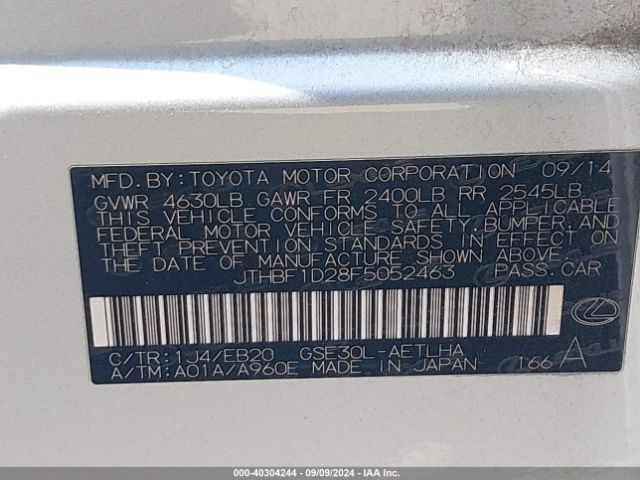 MFD.BY:TOYOTA MOTOR CORPORATION 09/14
GVWR 4630LB GAWR FR 2400LB RR 2545LB
THIS VEHICLE CONFORMS TO ALL APPLICABLE
FEDERAL MOTOR VEHICLE SAFETY,BUMPER,AND
THEFT PREVENTION STANDARDS IN EFFECT ON
THE DATE OF MANUFACTURE SHOWN ABOVE.
JTHBF1D28F5052463 PASS.CAR
C/TR:1J4/EB20 GSE30L-AETLHA
A/TM:A01A/A960E MADE IN JAPAN 166 A
000-40304244 | 09/09/2024 - IAA Inc.